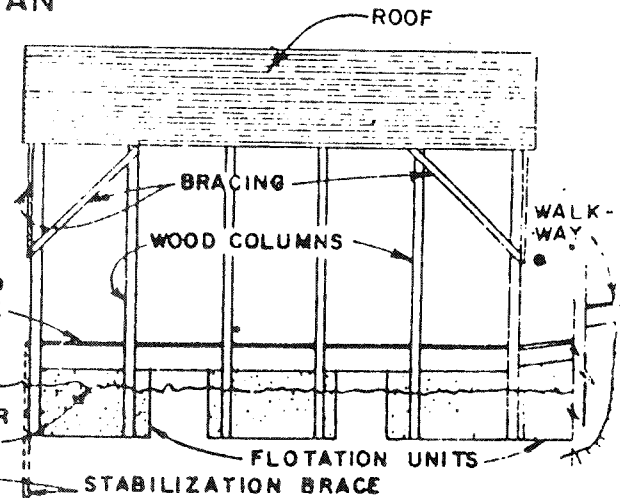 AN
ROOF
BRACING
WALK-
WAY
WOOD COLUMNS
R
FLOTATION UNITS
STABILIZATION BRACE